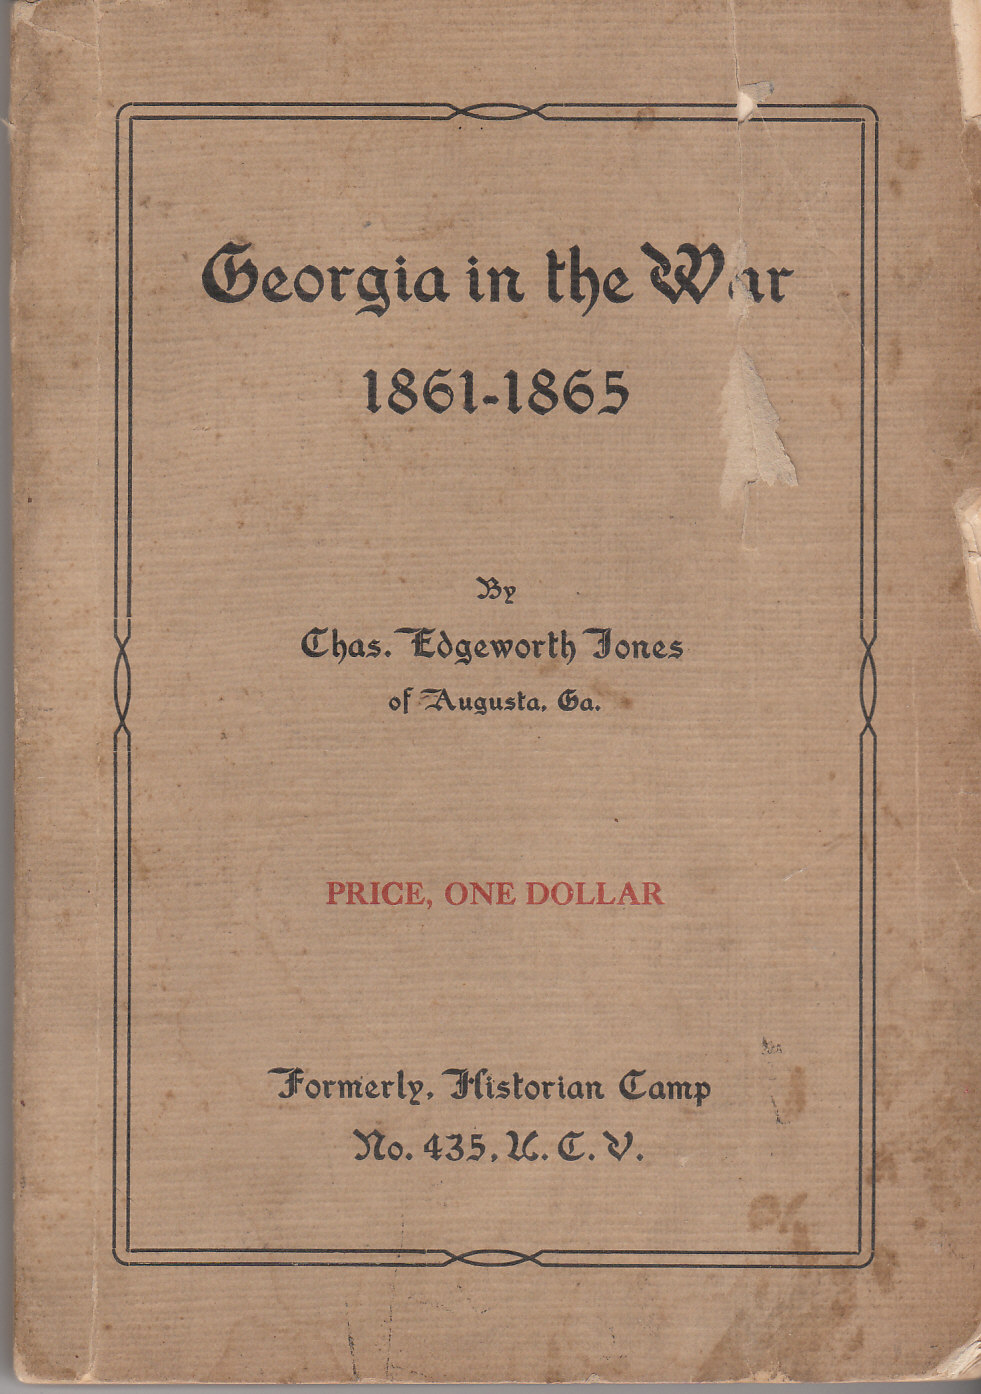 Georgia in the War
1861-1865
By
Chas. Edgeworth Jones
of Augusta, Ga.
PRICE, ONE DOLLAR
Formerly, Historian Camp
No. 435, U. C. V.